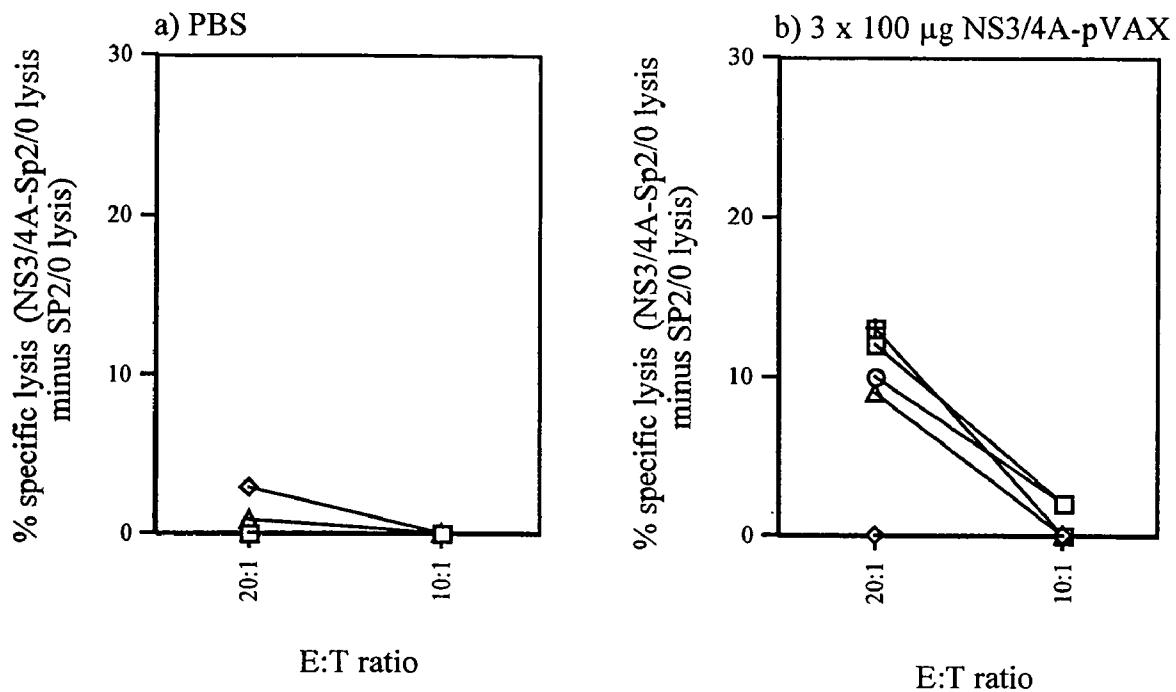 a) PBS
% specific lysis (NS3/4A-Sp2/0 lysis
minus SP2/0 lysis)
30
20
10
0
20:1
10:1
E:T ratio
b) 3 x 100 µg NS3/4A-pVAX
% specific lysis (NS3/4A-Sp2/0 lysis
minus SP2/0 lysis)
30
20
10
0
20:1
10:1
E:T ratio